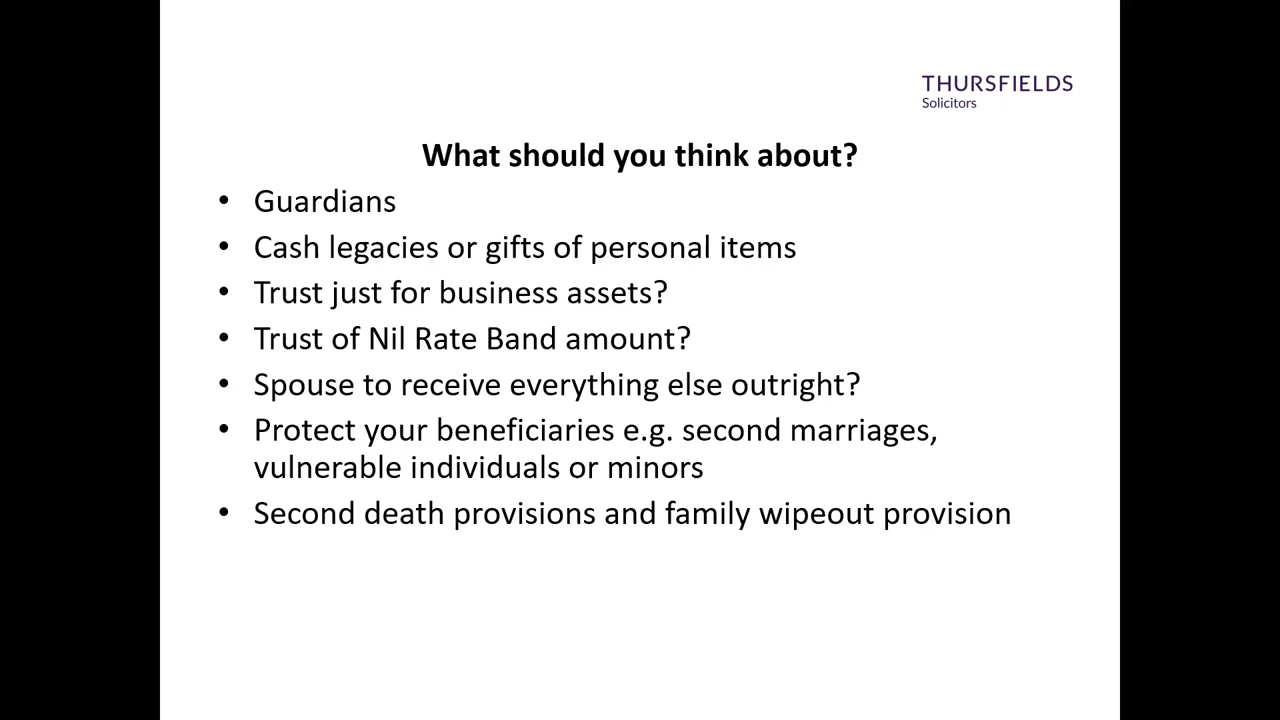 THURSFIELDS
Solicitors
What should you think about?
• Guardians
• Cash legacies or gifts of personal items
• Trust just for business assets?
• Trust of Nil Rate Band amount?
• Spouse to receive everything else outright?
• Protect your beneficiaries e.g. second marriages,
vulnerable individuals or minors
• Second death provisions and family wipeout provision